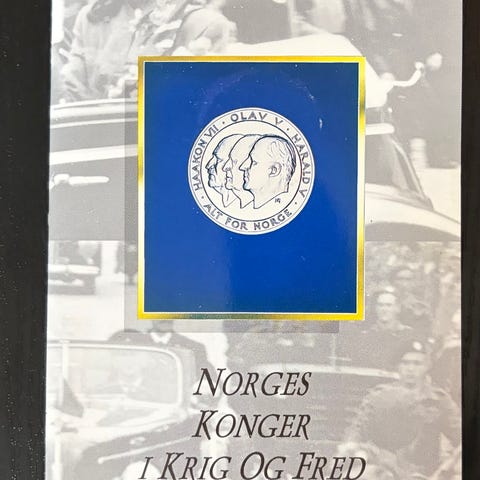 HAAKON VII · OLAV V · HARALD V ·
ALT FOR NORGE
NORGES
KONGER
I KRIG OG FRED